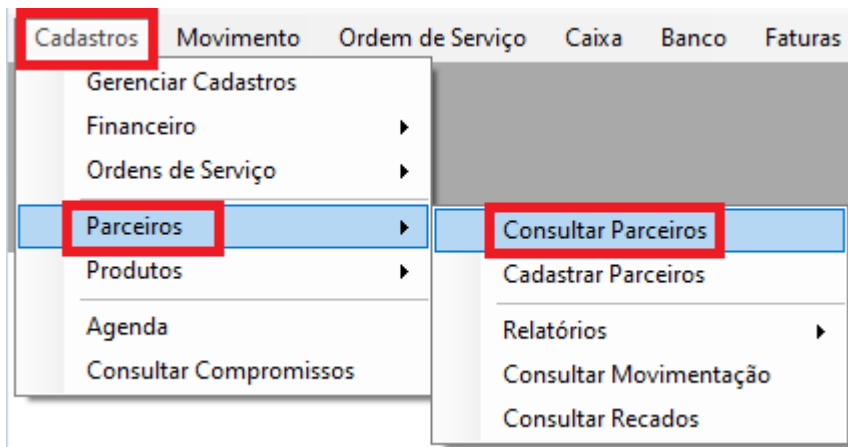 Cadastros Movimento Ordem de Serviço Caixa Banco Faturas
Gerenciar Cadastros
Financeiro
Ordens de Serviço
Parceiros
Produtos
Agenda
Consultar Compromissos
Consultar Parceiros
Cadastrar Parceiros
Relatórios
Consultar Movimentação
Consultar Recados